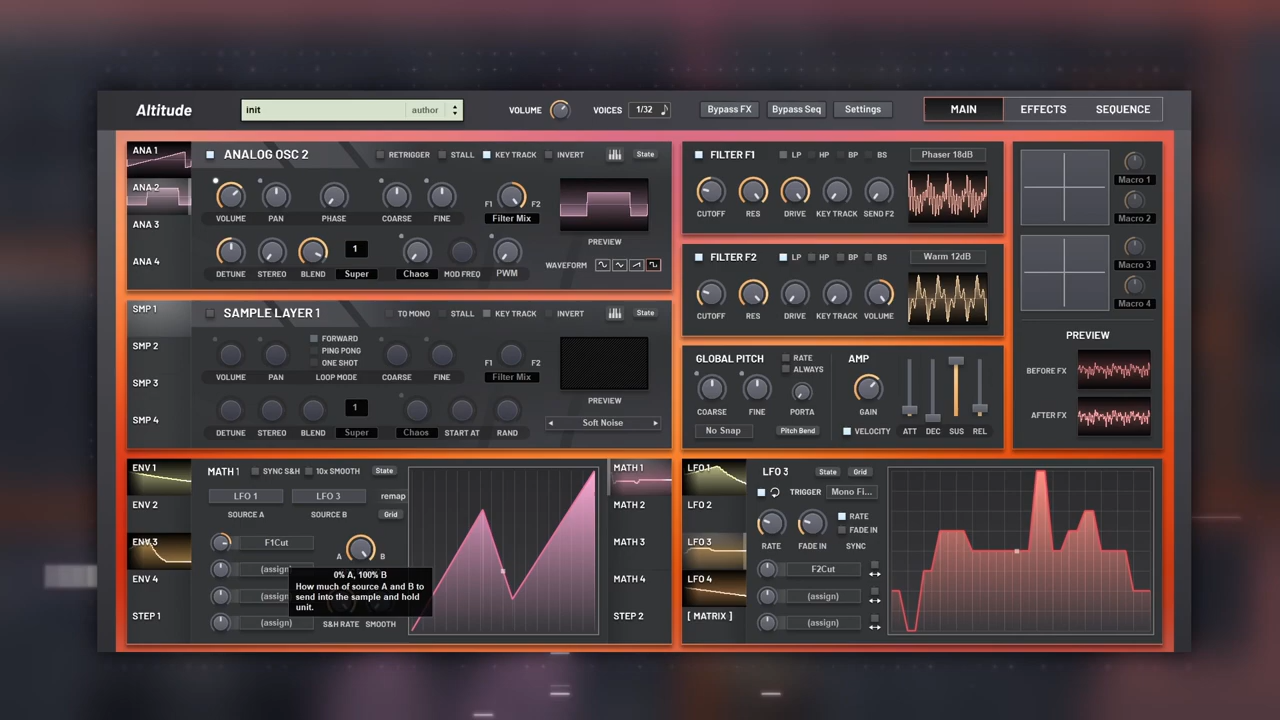 Altitude
init author
VOLUME
VOICES 1/32
Bypass FX
Bypass Seq
Settings
MAIN
EFFECTS
SEQUENCE
ANA 1
ANA 2
ANA 3
ANA 4
ANALOG OSC 2
RETRIGGER
STALL
KEY TRACK
INVERT
State
VOLUME
PAN
PHASE
COARSE
FINE
F1 F2
Filter Mix
PREVIEW
DETUNE
STEREO
BLEND
1
Super
Chaos
MOD FREQ
PWM
WAVEFORM
SMP 1
SMP 2
SMP 3
SMP 4
SAMPLE LAYER 1
TO MONO
STALL
KEY TRACK
INVERT
State
FORWARD
PING PONG
ONE SHOT
VOLUME
PAN
LOOP MODE
COARSE
FINE
F1 F2
Filter Mix
PREVIEW
DETUNE
STEREO
BLEND
1
Super
Chaos
START AT
RAND
Soft Noise
FILTER F1
LP
HP
BP
BS
Phaser 18dB
CUTOFF
RES
DRIVE
KEY TRACK
SEND F2
FILTER F2
LP
HP
BP
BS
Warm 12dB
CUTOFF
RES
DRIVE
KEY TRACK
VOLUME
GLOBAL PITCH
RATE
ALWAYS
COARSE
FINE
PORTA
No Snap
Pitch Bend
AMP
GAIN
VELOCITY
ATT
DEC
SUS
REL
Macro 1
Macro 2
Macro 3
Macro 4
PREVIEW
BEFORE FX
AFTER FX
ENV 1
ENV 2
ENV 3
ENV 4
STEP 1
MATH 1
SYNC S&H
10x SMOOTH
State
LFO 1
LFO 3
remap
SOURCE A
SOURCE B
Grid
F1Cut
A B
(assign)
(assign)
(assign)
0% A, 100% B
How much of source A and B to
send into the sample and hold
unit.
S&H RATE
SMOOTH
MATH 1
MATH 2
MATH 3
MATH 4
STEP 2
LFO 1
LFO 2
LFO 3
LFO 4
[ MATRIX ]
LFO 3
State
Grid
TRIGGER
Mono Fi...
RATE
FADE IN
RATE
FADE IN
SYNC
F2Cut
(assign)
(assign)